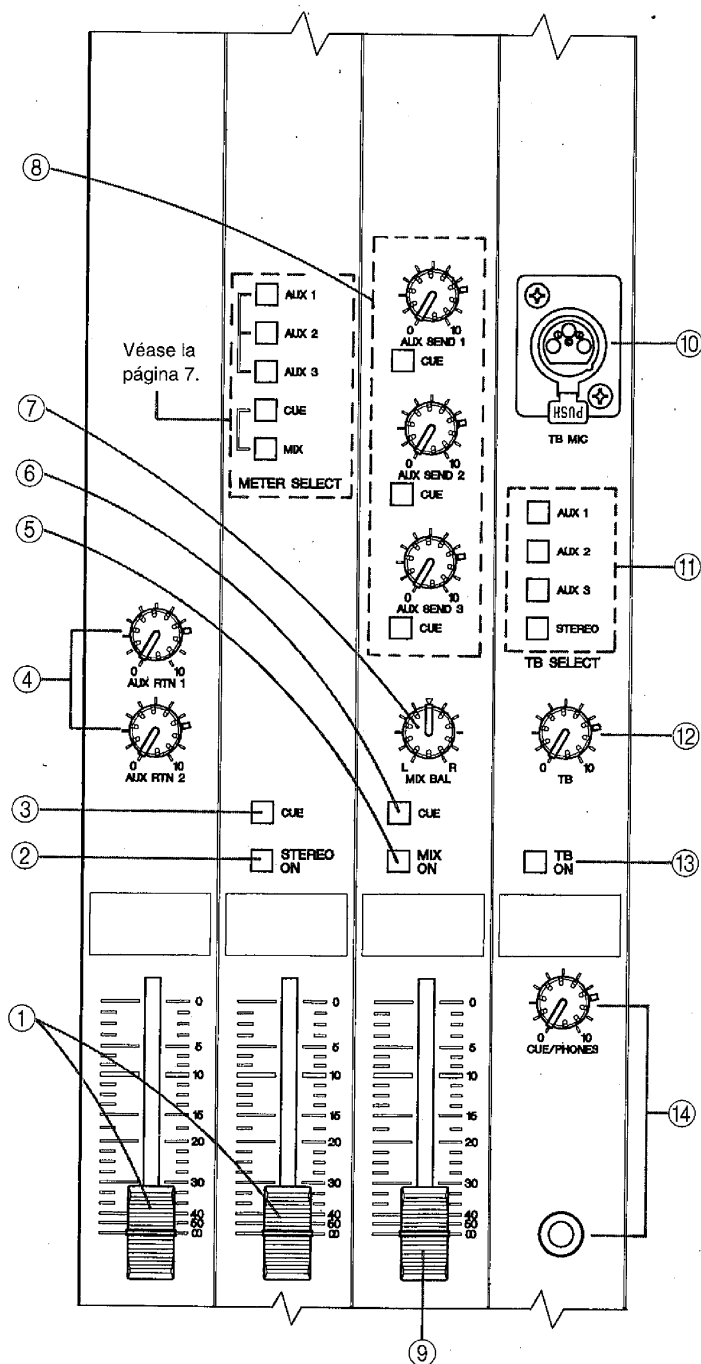 ⑧
AUX 1
AUX 2
AUX 3
CUE
MIX
METER SELECT
Véase la
página 7.
0 10
AUX SEND 1
CUE
0 10
AUX SEND 2
CUE
0 10
AUX SEND 3
CUE
PUSH
TB MIC
⑩
⑦
⑥
⑤
AUX 1
AUX 2
AUX 3
STEREO
TB SELECT
⑪
④
0 10
AUX RTN 1
0 10
AUX RTN 2
L R
MIX BAL
0 10
TB
⑫
③
CUE
CUE
②
STEREO
ON
MIX
ON
TB
ON
⑬
①
0
5
10
15
20
30
40
60
∞
0
5
10
15
20
30
40
60
∞
0
5
10
15
20
30
40
60
∞
0 10
CUE/PHONES
⑭
⑨